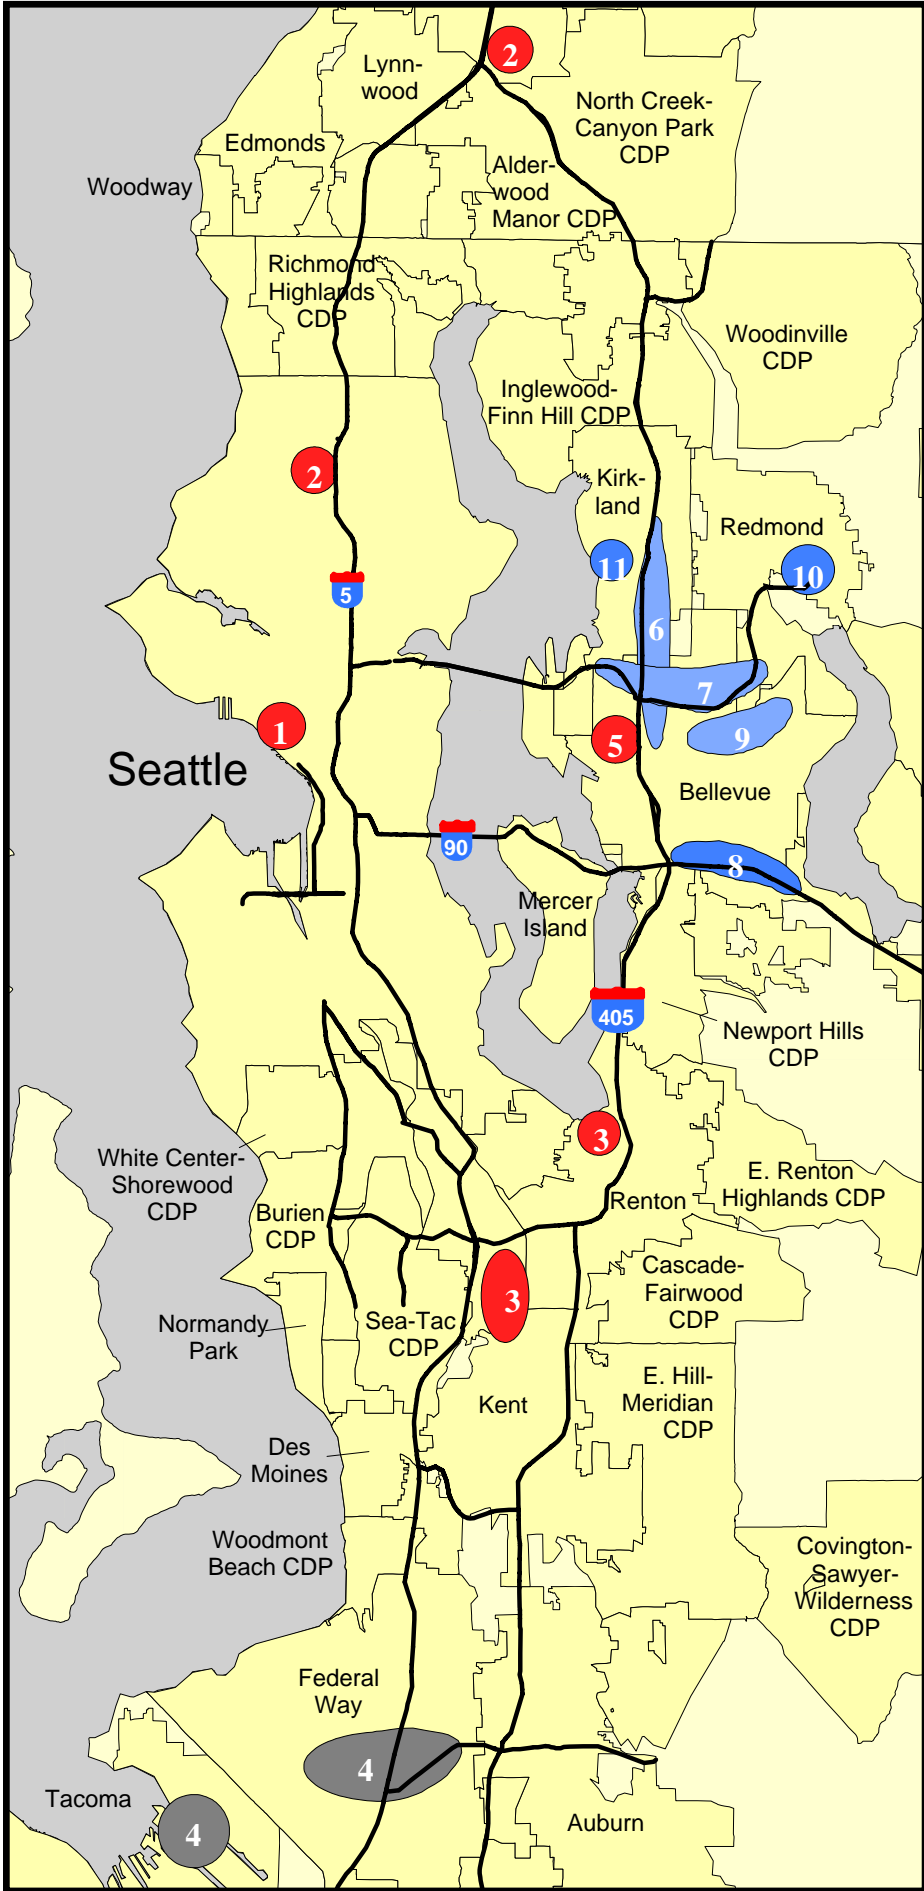 2
Lynn-
wood
North Creek-
Canyon Park
CDP
Edmonds
Alder-
wood
Manor CDP
Woodway
Richmond
Highlands
CDP
Woodinville
CDP
Inglewood-
Finn Hill CDP
2
Kirk-
land
Redmond
11
10
5
6
7
1
5
9
Seattle
Bellevue
90
8
Mercer
Island
405
Newport Hills
CDP
3
White Center-
Shorewood
CDP
E. Renton
Highlands CDP
Renton
Burien
CDP
Cascade-
Fairwood
CDP
3
Normandy
Park
Sea-Tac
CDP
E. Hill-
Meridian
CDP
Kent
Des
Moines
Woodmont
Beach CDP
Covington-
Sawyer-
Wilderness
CDP
Federal
Way
4
Tacoma
4
Auburn